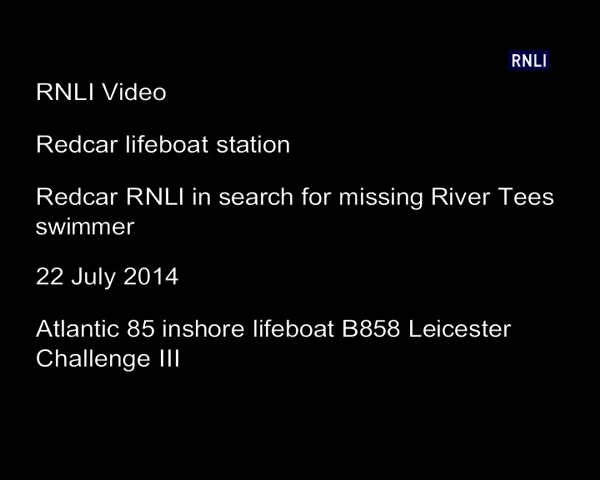 RNLI
RNLI Video
Redcar lifeboat station
Redcar RNLI in search for missing River Tees
swimmer
22 July 2014
Atlantic 85 inshore lifeboat B858 Leicester
Challenge III